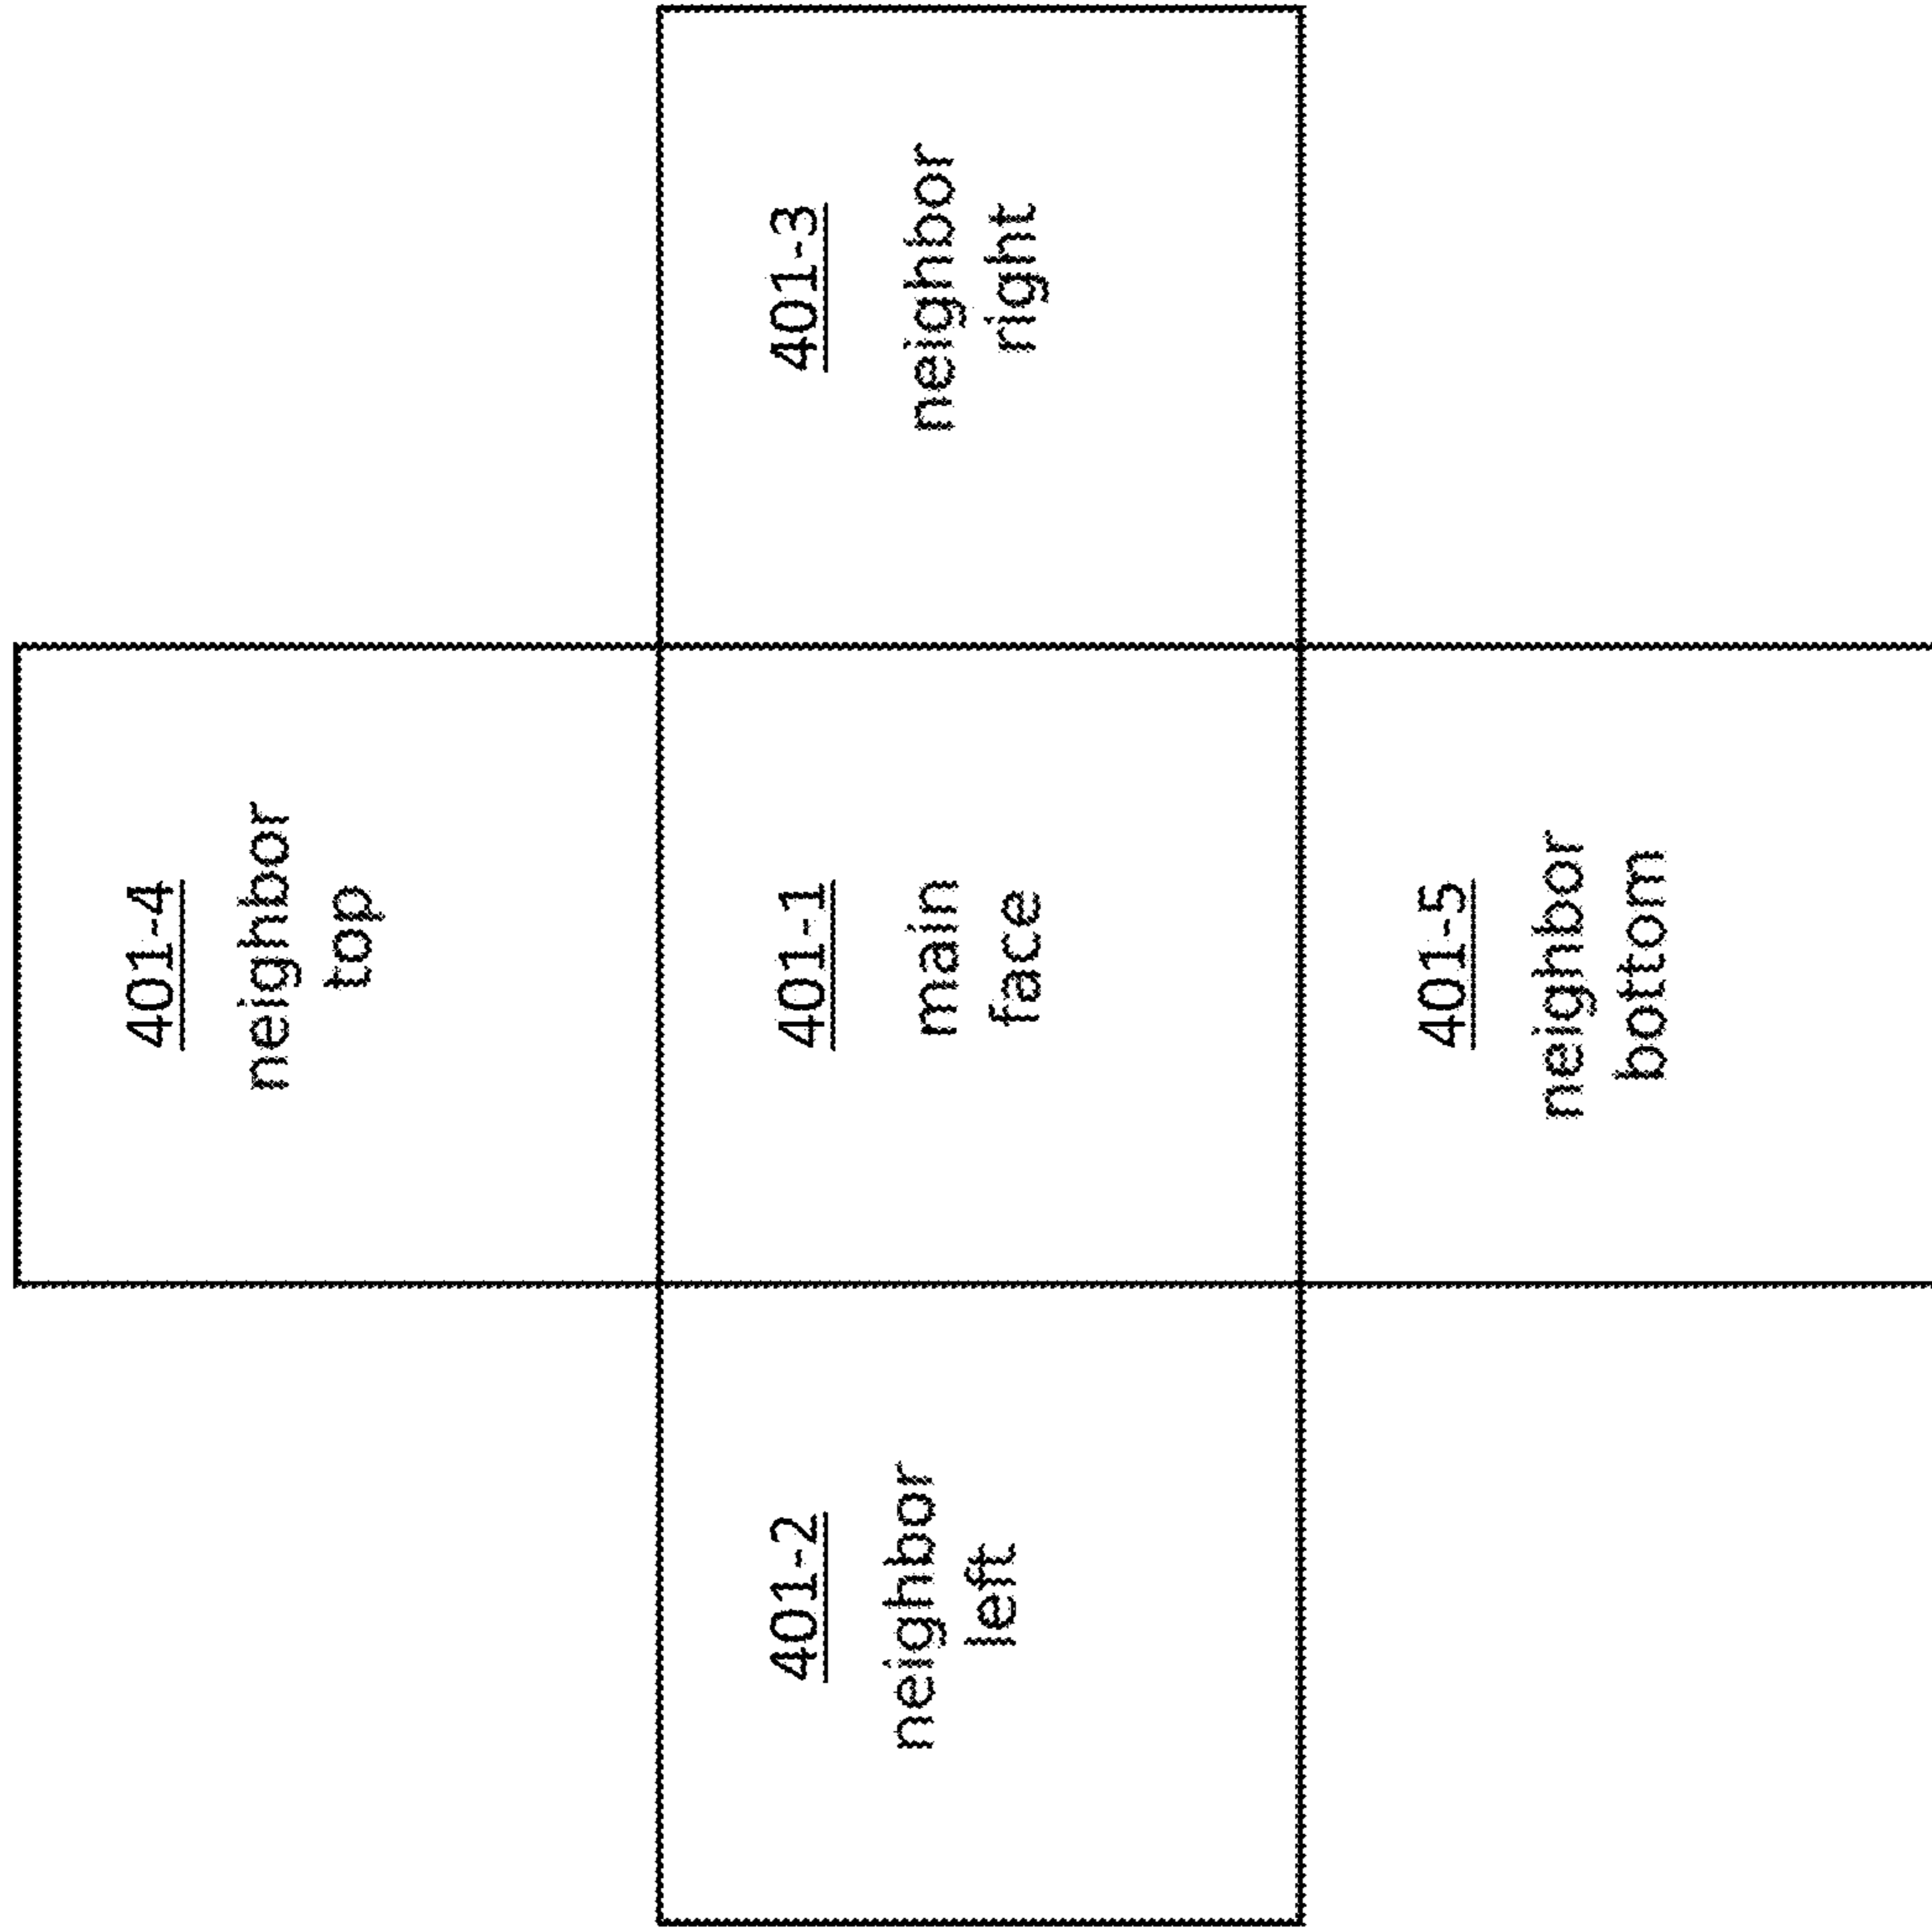 401-4
neighbor
top
401-2
neighbor
left
401-1
main
face
401-3
neighbor
right
401-5
neighbor
bottom